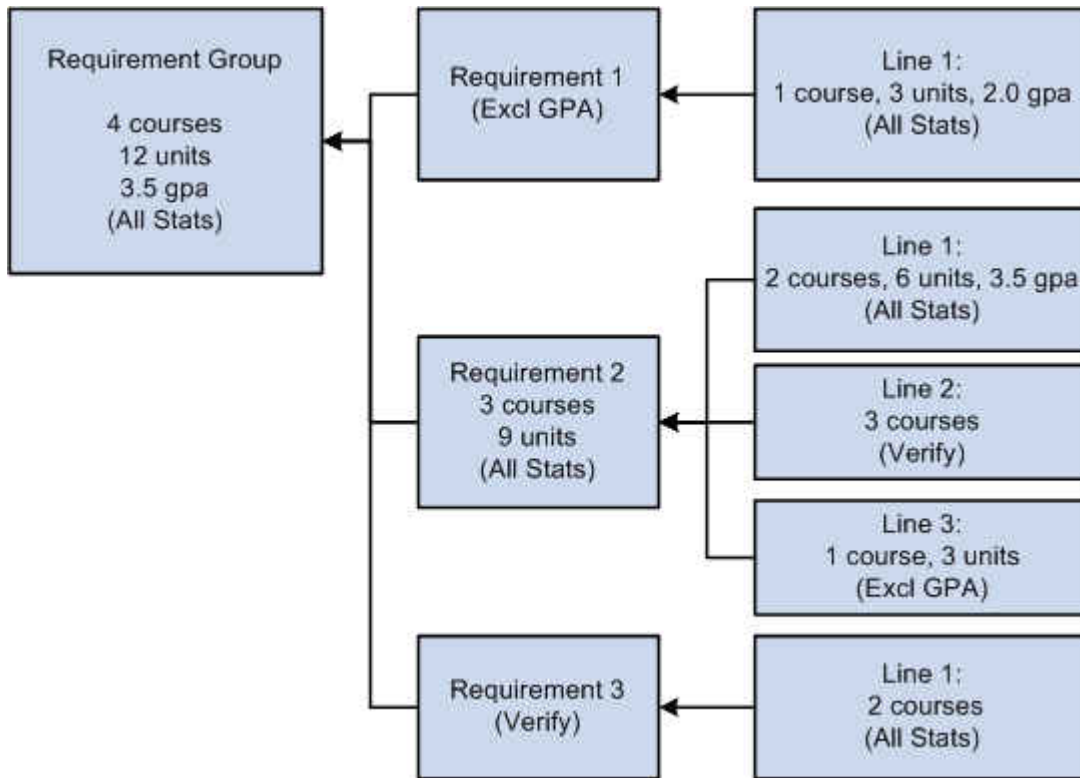 Requirement Group
4 courses
12 units
3.5 gpa
(All Stats)
Requirement 1
(Excl GPA)
Line 1:
1 course, 3 units, 2.0 gpa
(All Stats)
Requirement 2
3 courses
9 units
(All Stats)
Line 1:
2 courses, 6 units, 3.5 gpa
(All Stats)
Line 2:
3 courses
(Verify)
Line 3:
1 course, 3 units
(Excl GPA)
Requirement 3
(Verify)
Line 1:
2 courses
(All Stats)